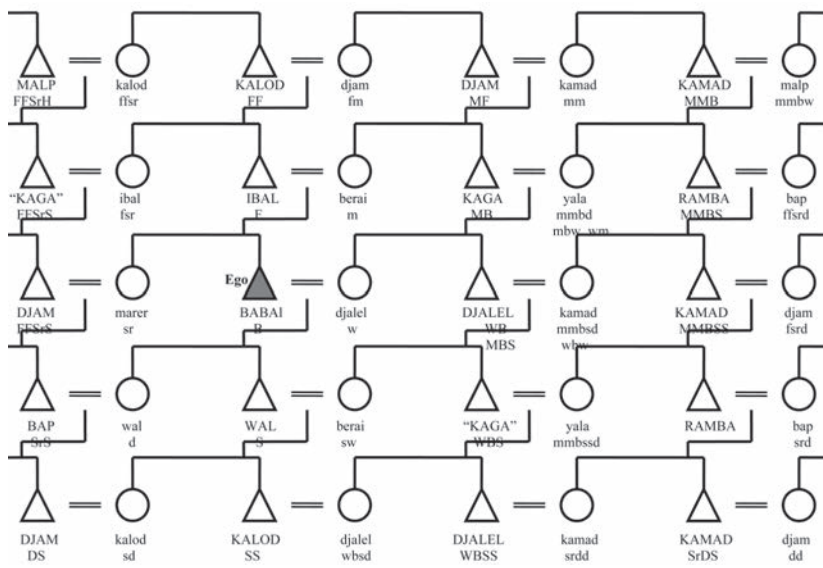 MALP kalod KALOD djam DJAM kamad KAMAD malp
FFSrH ffsr FF fm MF mm MMB mmbw
“KAGA” ibal IBAL berai KAGA yala RAMBA bap
FFSrS fsr F m MB mmbd MMBS ffsrd
mbw wm
Ego
DJAM marer BABAI djalel DJALEL kamad KAMAD djam
FFSrS sr B w WB mmbsd MMBSS fsrd
MBS wbw
BAP wal WAL berai “KAGA” yala RAMBA bap
SrS d S sw WBS mmbssd srd
DJAM kalod KALOD djalel DJALEL kamad KAMAD djam
DS sd SS wbsd WBSS srdd SrDS dd